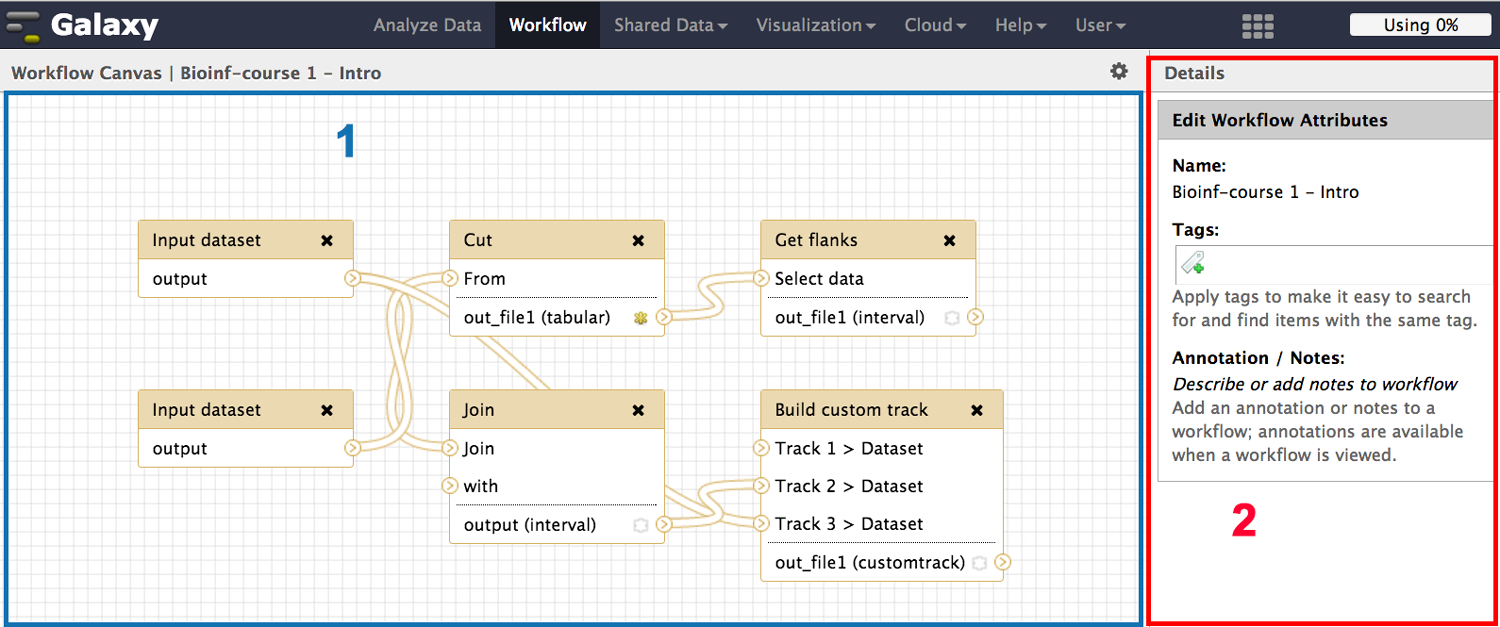 Galaxy Analyze Data Workflow Shared Data Visualization Cloud Help User Using 0%
Workflow Canvas | Bioinf-course 1 - Intro
Details
1
Edit Workflow Attributes
Name:
Bioinf-course 1 - Intro
Tags:
Apply tags to make it easy to search
for and find items with the same tag.
Annotation / Notes:
Describe or add notes to workflow
Add an annotation or notes to a
workflow; annotations are available
when a workflow is viewed.
2
Input dataset
output
Cut
From
out_file1 (tabular)
Get flanks
Select data
out_file1 (interval)
Input dataset
output
Join
Join
with
output (interval)
Build custom track
Track 1 > Dataset
Track 2 > Dataset
Track 3 > Dataset
out_file1 (customtrack)